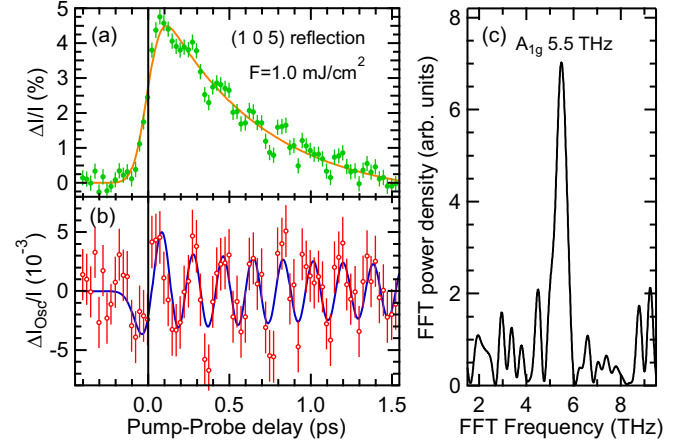 (a)
(1 0 5) reflection
F=1.0 mJ/cm²
ΔI/I (%)
5
4
3
2
1
0
(b)
ΔI_Osc/I (10⁻³)
5
0
-5
0.0
0.5
1.0
1.5
Pump-Probe delay (ps)
(c)
A₁g 5.5 THz
FFT power density (arb. units)
8
6
4
2
0
2
4
6
8
FFT Frequency (THz)